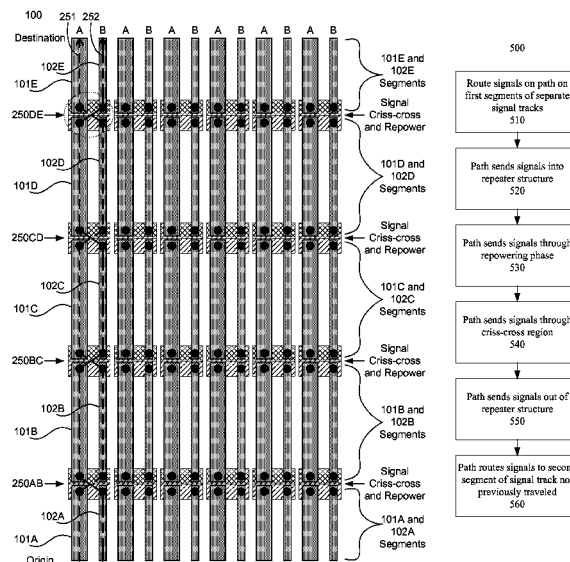 100
251
252
A B A B A B A B A B
Destination
102E
101E
250DE
102D
101D
250CD
102C
101C
250BC
102B
101B
250AB
102A
101A
Origin
101E and
102E
Segments
Signal
Criss-cross
and Repower
101D and
102D
Segments
Signal
Criss-cross
and Repower
101C and
102C
Segments
Signal
Criss-cross
and Repower
101B and
102B
Segments
Signal
Criss-cross
and Repower
101A and
102A
Segments
500
Route signals on path on
first segments of separate
signal tracks
510
Path sends signals into
repeater structure
520
Path sends signals through
repowering phase
530
Path sends signals through
criss-cross region
540
Path sends signals out of
repeater structure
550
Path routes signals to
segment of signal track
previously traveled
560